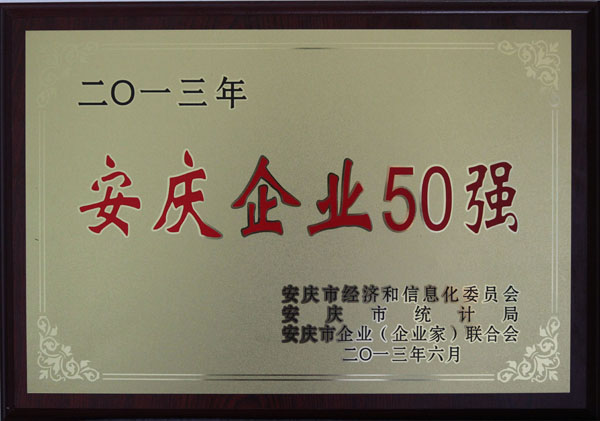 二〇一三年
安庆企业50强
安庆市经济和信息化委员会
安庆市统计局
安庆市企业（企业家）联合会
二〇一三年六月